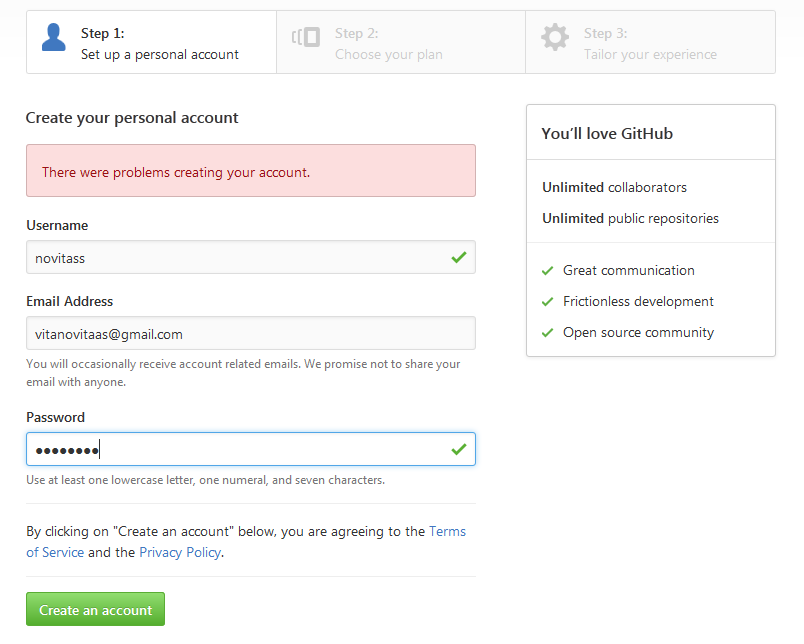 Step 1:
Set up a personal account
Step 2:
Choose your plan
Step 3:
Tailor your experience
Create your personal account
There were problems creating your account.
Username
novitass
Email Address
vitanovitaas@gmail.com
You will occasionally receive account related emails. We promise not to share your
email with anyone.
Password
●●●●●●●●
Use at least one lowercase letter, one numeral, and seven characters.
By clicking on "Create an account" below, you are agreeing to the Terms
of Service and the Privacy Policy.
Create an account
You’ll love GitHub
Unlimited collaborators
Unlimited public repositories
Great communication
Frictionless development
Open source community